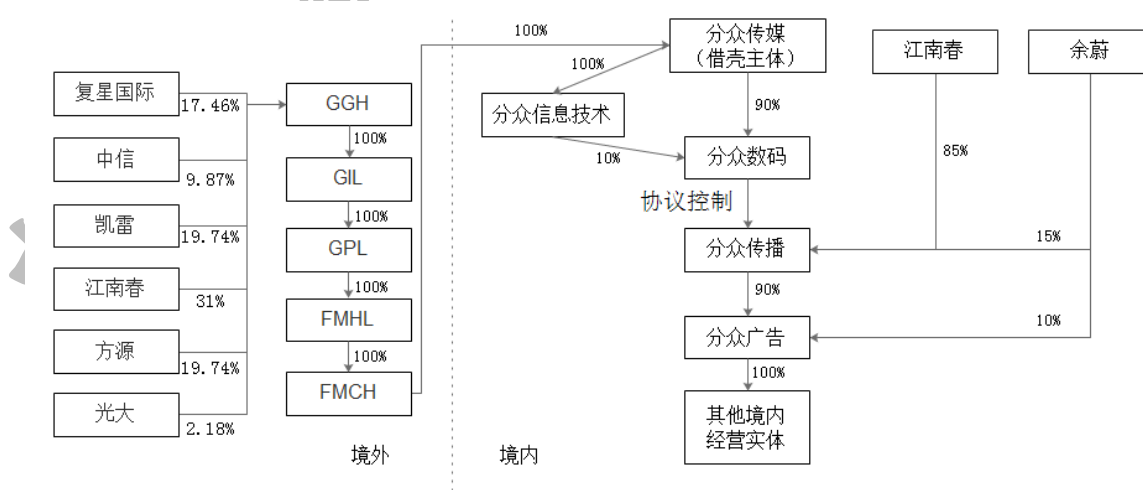 100%
分众传媒
（借壳主体）
江南春
余蔚
100%
复星国际
17.46%
GGH
分众信息技术
90%
100%
中信
9.87%
10%
分众数码
85%
GIL
协议控制
100%
凯雷
19.74%
GPL
分众传播
15%
100%
江南春
31%
90%
FMHL
分众广告
10%
方源
19.74%
100%
100%
FMCH
光大
2.18%
其他境内
经营实体
境外
境内